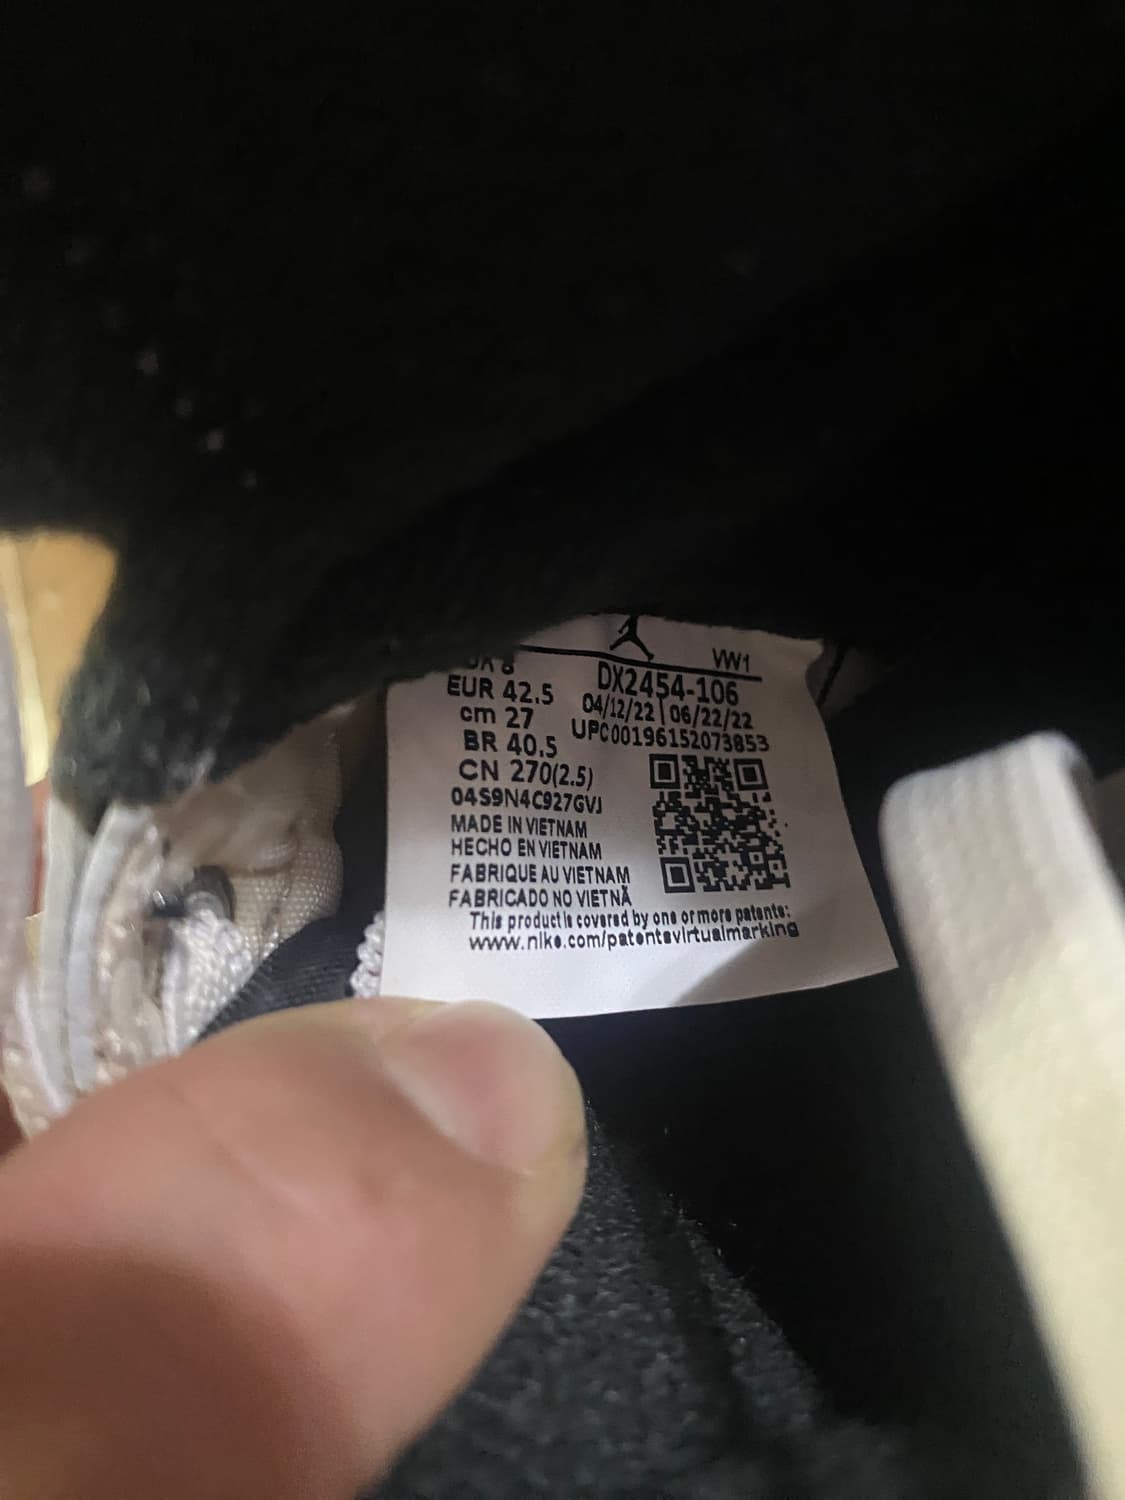 VW1
UK 8
DX2454-106
EUR 42.5
04/12/22 | 06/22/22
cm 27
UPC00196152073853
BR 40.5
CN 270(2.5)
04S9N4C927GVJ
MADE IN VIETNAM
HECHO EN VIETNAM
FABRIQUE AU VIETNAM
FABRICADO NO VIETNÃ
This product is covered by one or more patents:
www.nike.com/patentsvirtualmarking